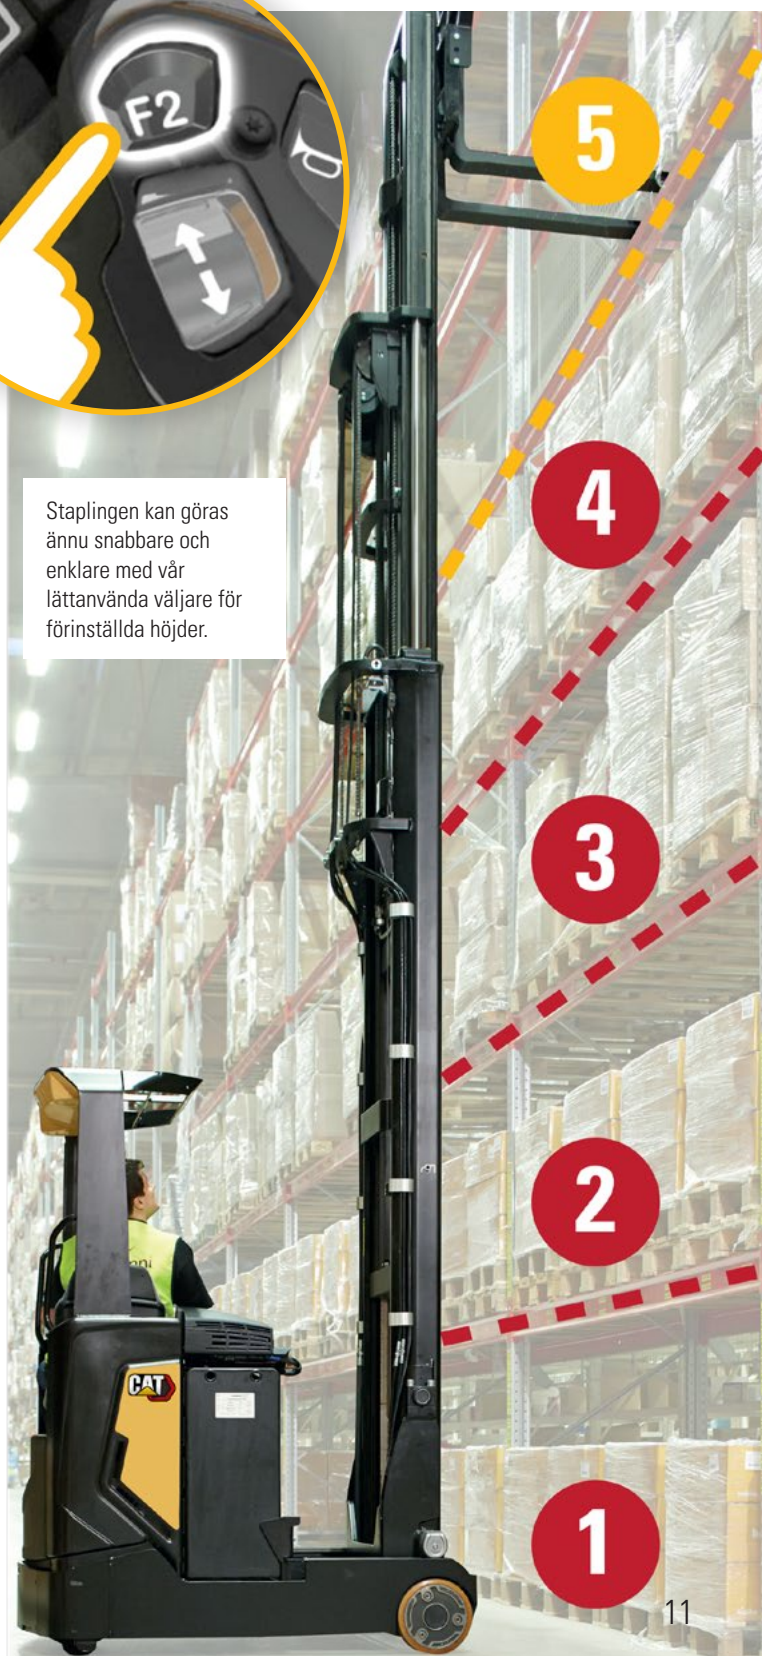 F2
5
4
Staplingen kan göras
ännu snabbare och
enklare med vår
lättanvända väljare för
förinställda höjder.
3
2
CAT
1
11